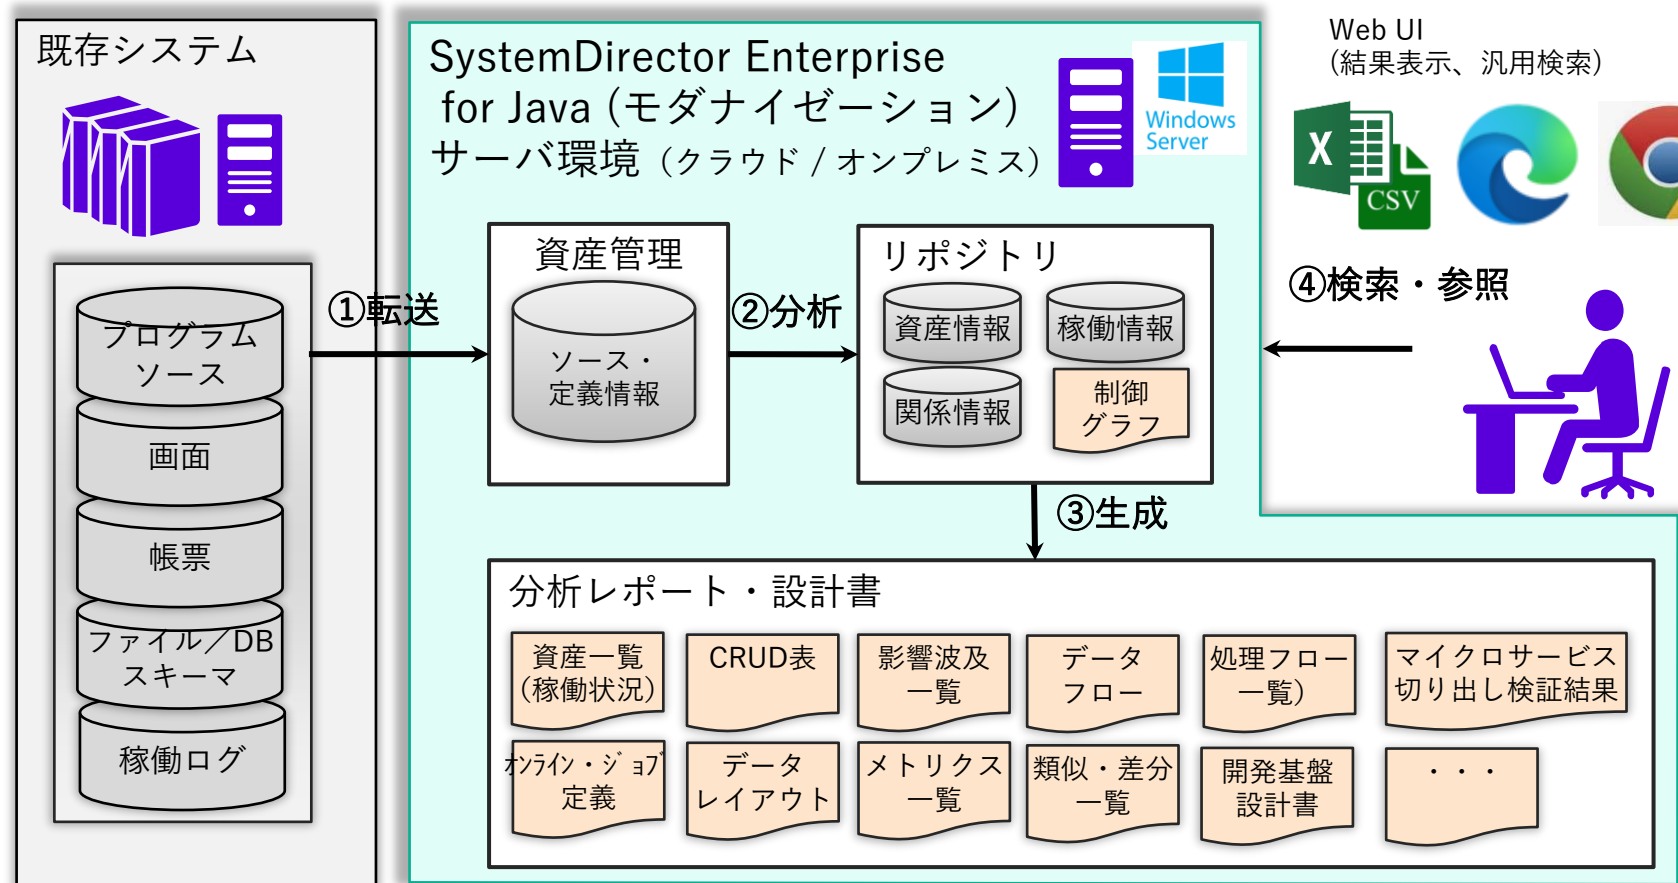 既存システム
プログラム
ソース
画面
帳票
ファイル／DB
スキーマ
稼働ログ
①転送
SystemDirector Enterprise
for Java (モダナイゼーション)
サーバ環境（クラウド / オンプレミス）
Windows
Server
資産管理
ソース・
定義情報
②分析
リポジトリ
資産情報
稼働情報
関係情報
制御
グラフ
③生成
分析レポート・設計書
資産一覧
(稼働状況)
CRUD表
影響波及
一覧
データ
フロー
処理フロー
一覧）
マイクロサービス
切り出し検証結果
ｵﾝﾗｲﾝ・ｼﾞｮﾌﾞ
定義
データ
レイアウト
メトリクス
一覧
類似・差分
一覧
開発基盤
設計書
・・・
Web UI
(結果表示、汎用検索)
X
CSV
④検索・参照